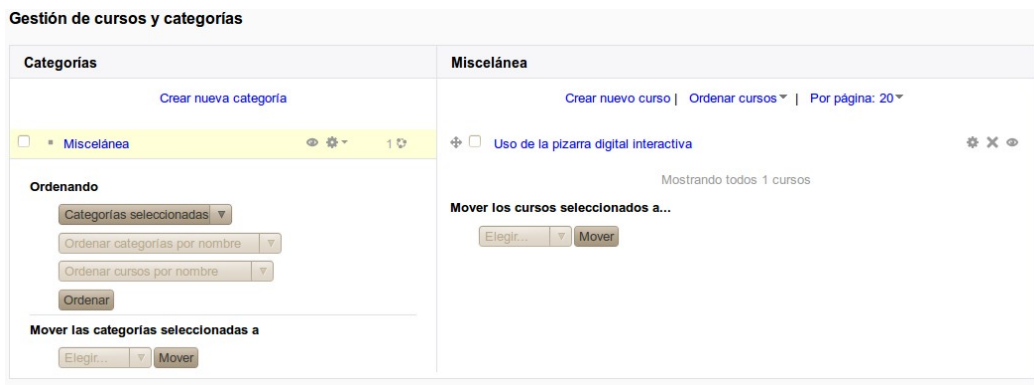 Gestión de cursos y categorías
Categorías
Crear nueva categoría
Miscelánea
1
Ordenando
Categorías seleccionadas
Ordenar categorías por nombre
Ordenar cursos por nombre
Ordenar
Mover las categorías seleccionadas a
Elegir...
Mover
Miscelánea
Crear nuevo curso | Ordenar cursos | Por página: 20
Uso de la pizarra digital interactiva
Mostrando todos 1 cursos
Mover los cursos seleccionados a...
Elegir...
Mover